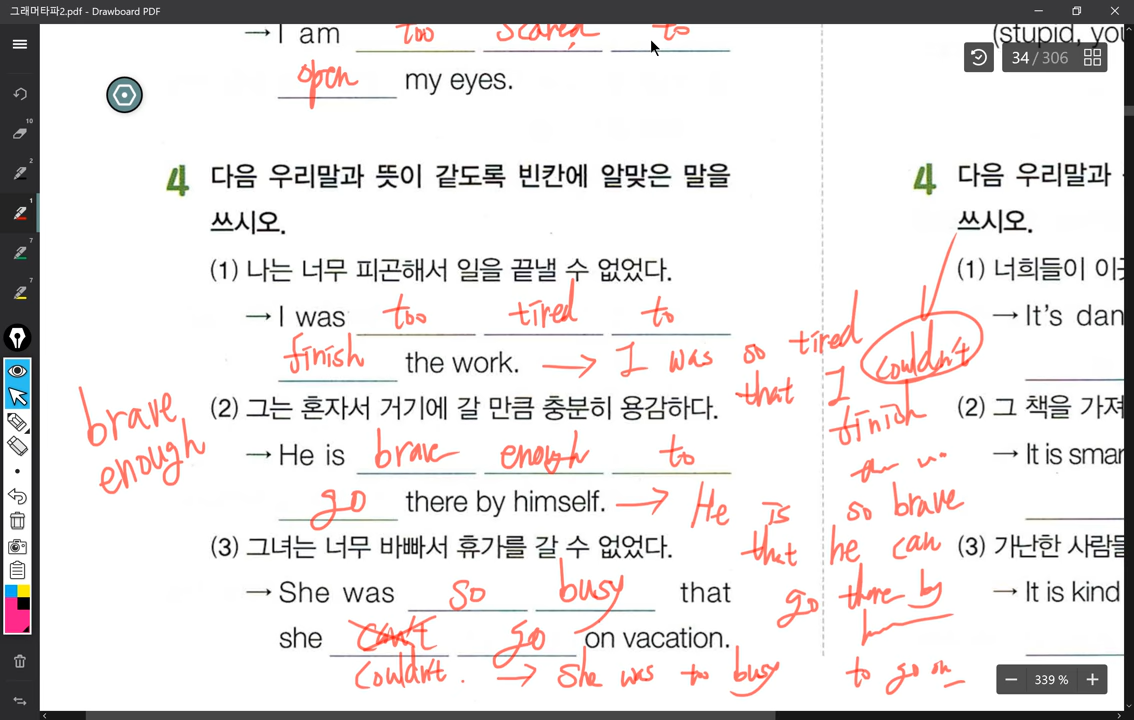 그래머타파2.pdf - Drawboard PDF
→ I am too scared to
open my eyes.
(stupid, you
34 / 306
4 다음 우리말과 뜻이 같도록 빈칸에 알맞은 말을
쓰시오.
(1) 나는 너무 피곤해서 일을 끝낼 수 없었다.
→ I was too tired to
finish the work. → I was so tired
that I couldn't
finish
(2) 그는 혼자서 거기에 갈 만큼 충분히 용감하다.
brave
enough
→ He is brave enough to
go there by himself. → He is so brave
that he can
go there by
(3) 그녀는 너무 바빠서 휴가를 갈 수 없었다.
→ She was so busy that
she can't go on vacation.
couldn't. → She was too busy to go on
4 다음 우리말과
쓰시오.
(1) 너희들이 이곳
→ It's dan
(2) 그 책을 가져
→ It is smar
(3) 가난한 사람들
→ It is kind
339 %
10
2
1
7
7